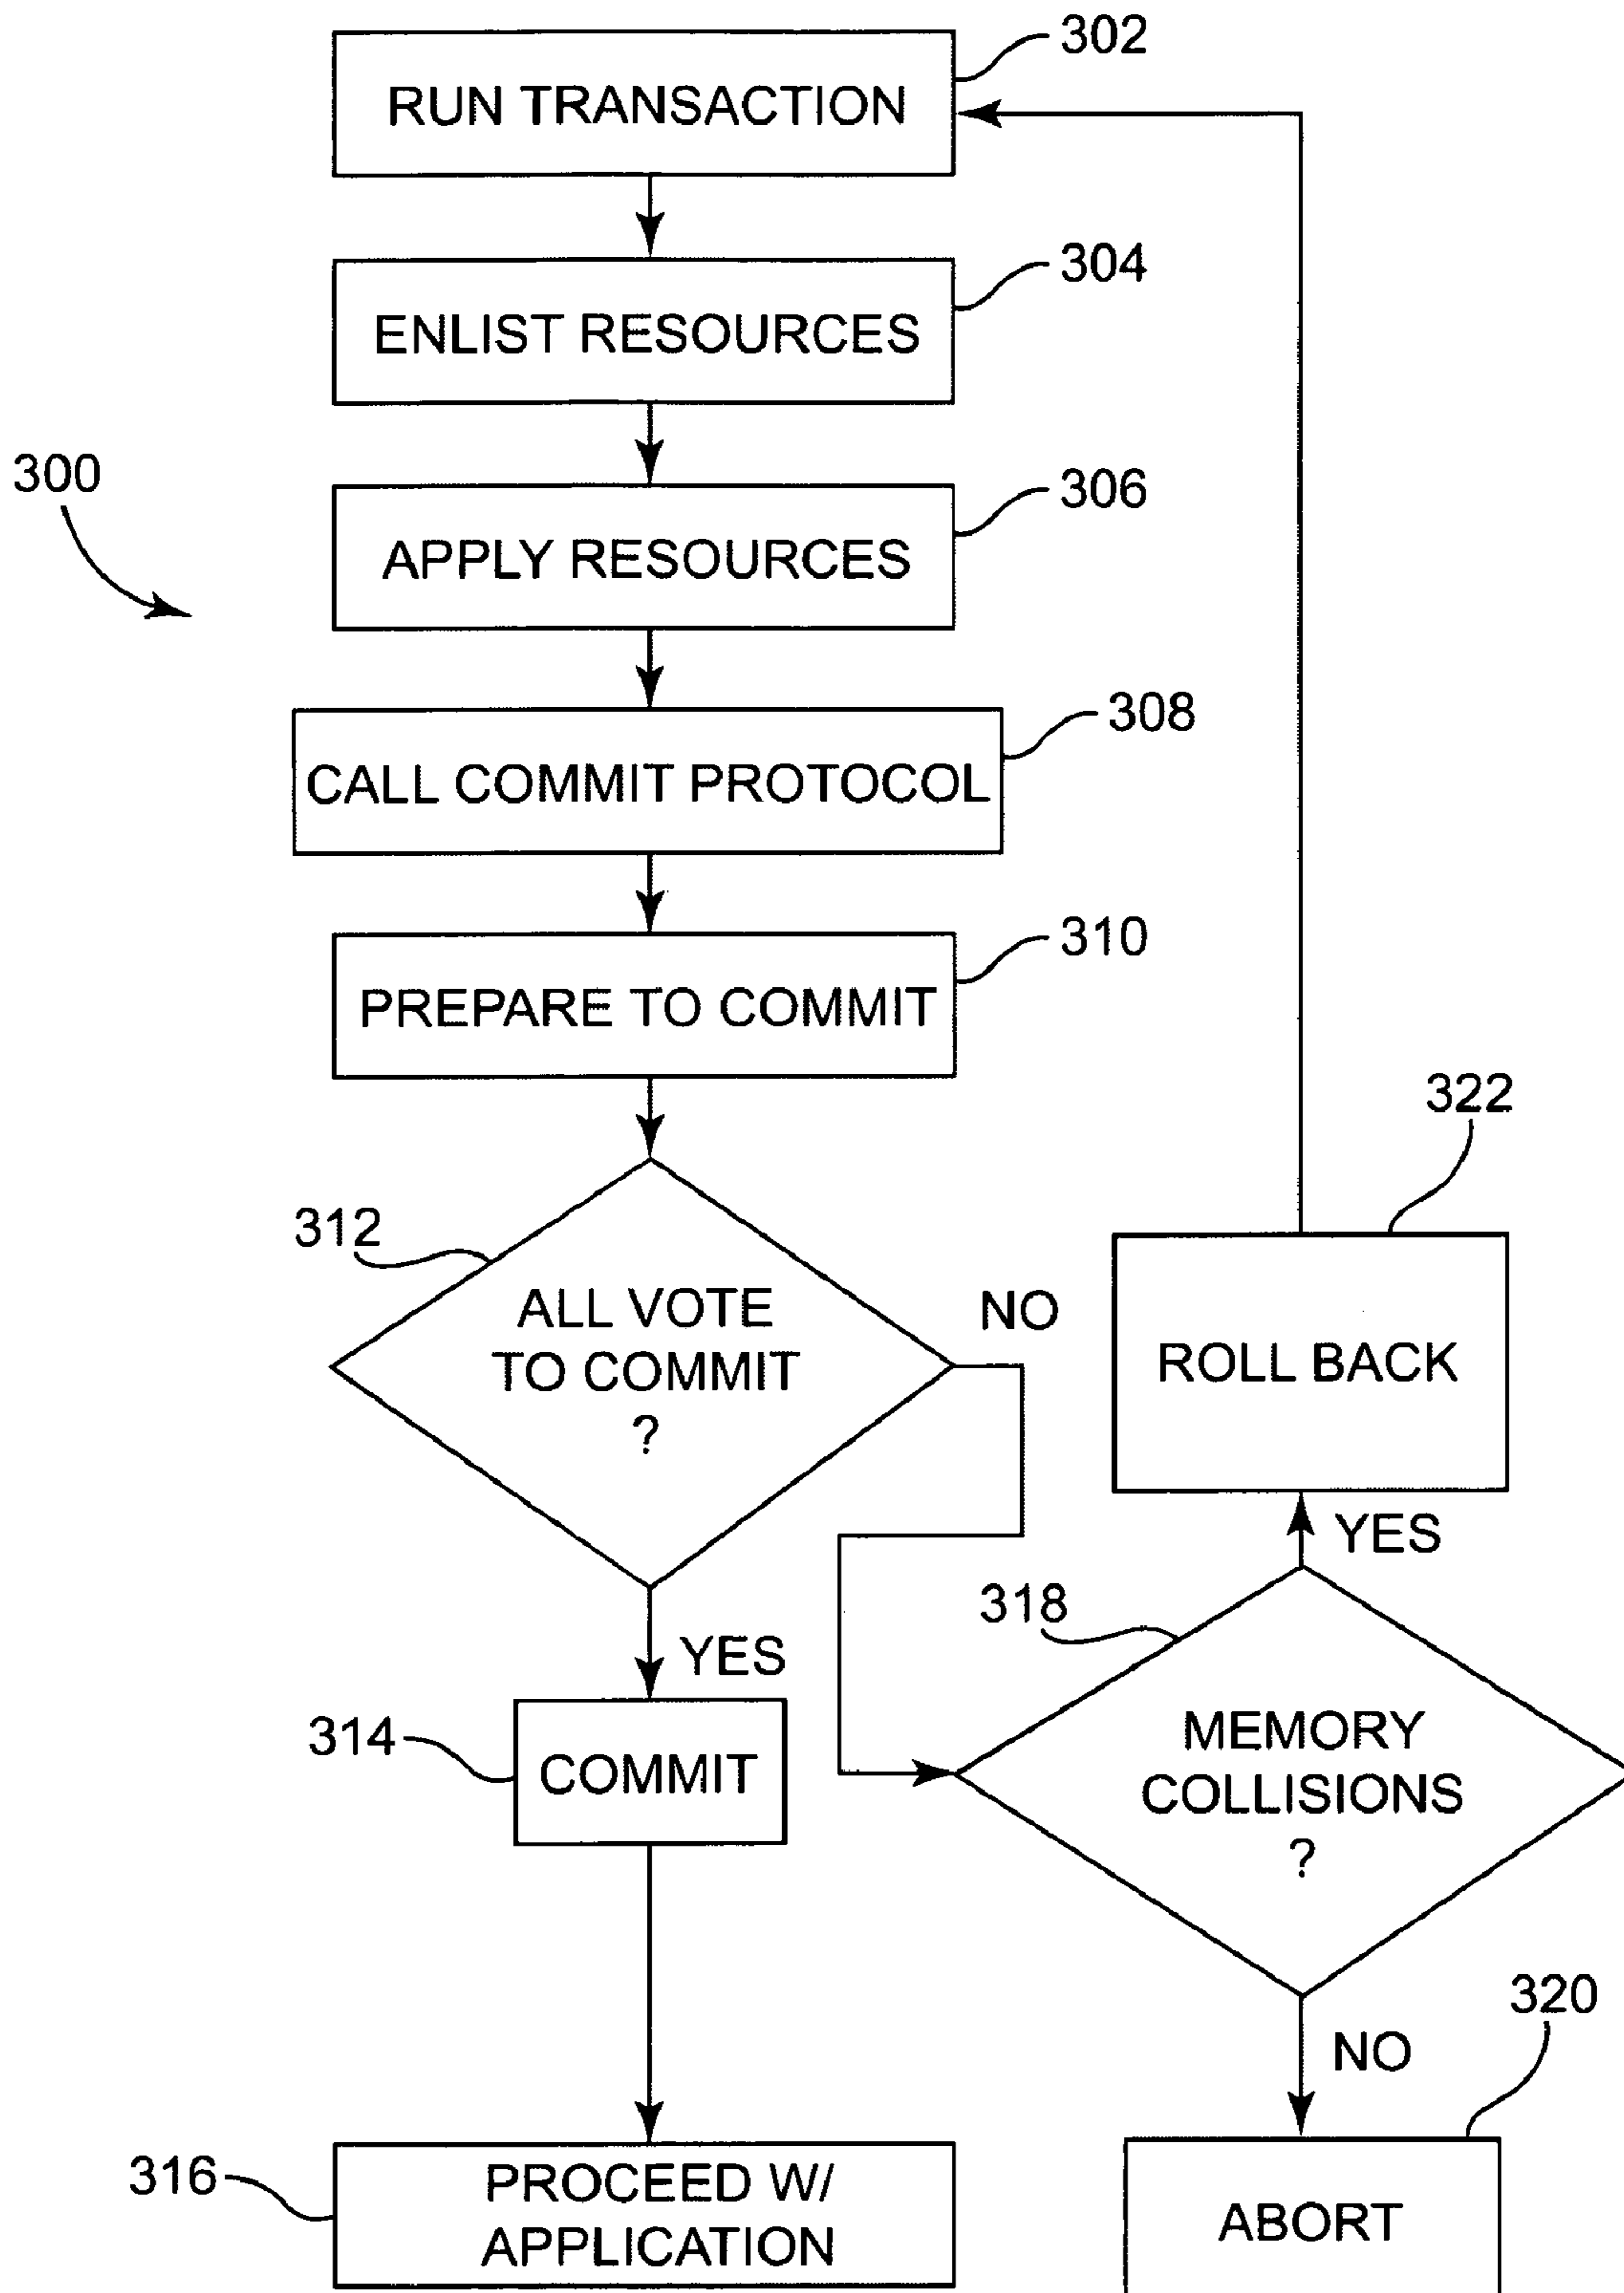 302
RUN TRANSACTION
304
ENLIST RESOURCES
300
306
APPLY RESOURCES
308
CALL COMMIT PROTOCOL
310
PREPARE TO COMMIT
322
312
ALL VOTE
TO COMMIT
?
NO
ROLL BACK
YES
318
YES
314
COMMIT
MEMORY
COLLISIONS
?
320
NO
316
PROCEED W/
APPLICATION
ABORT